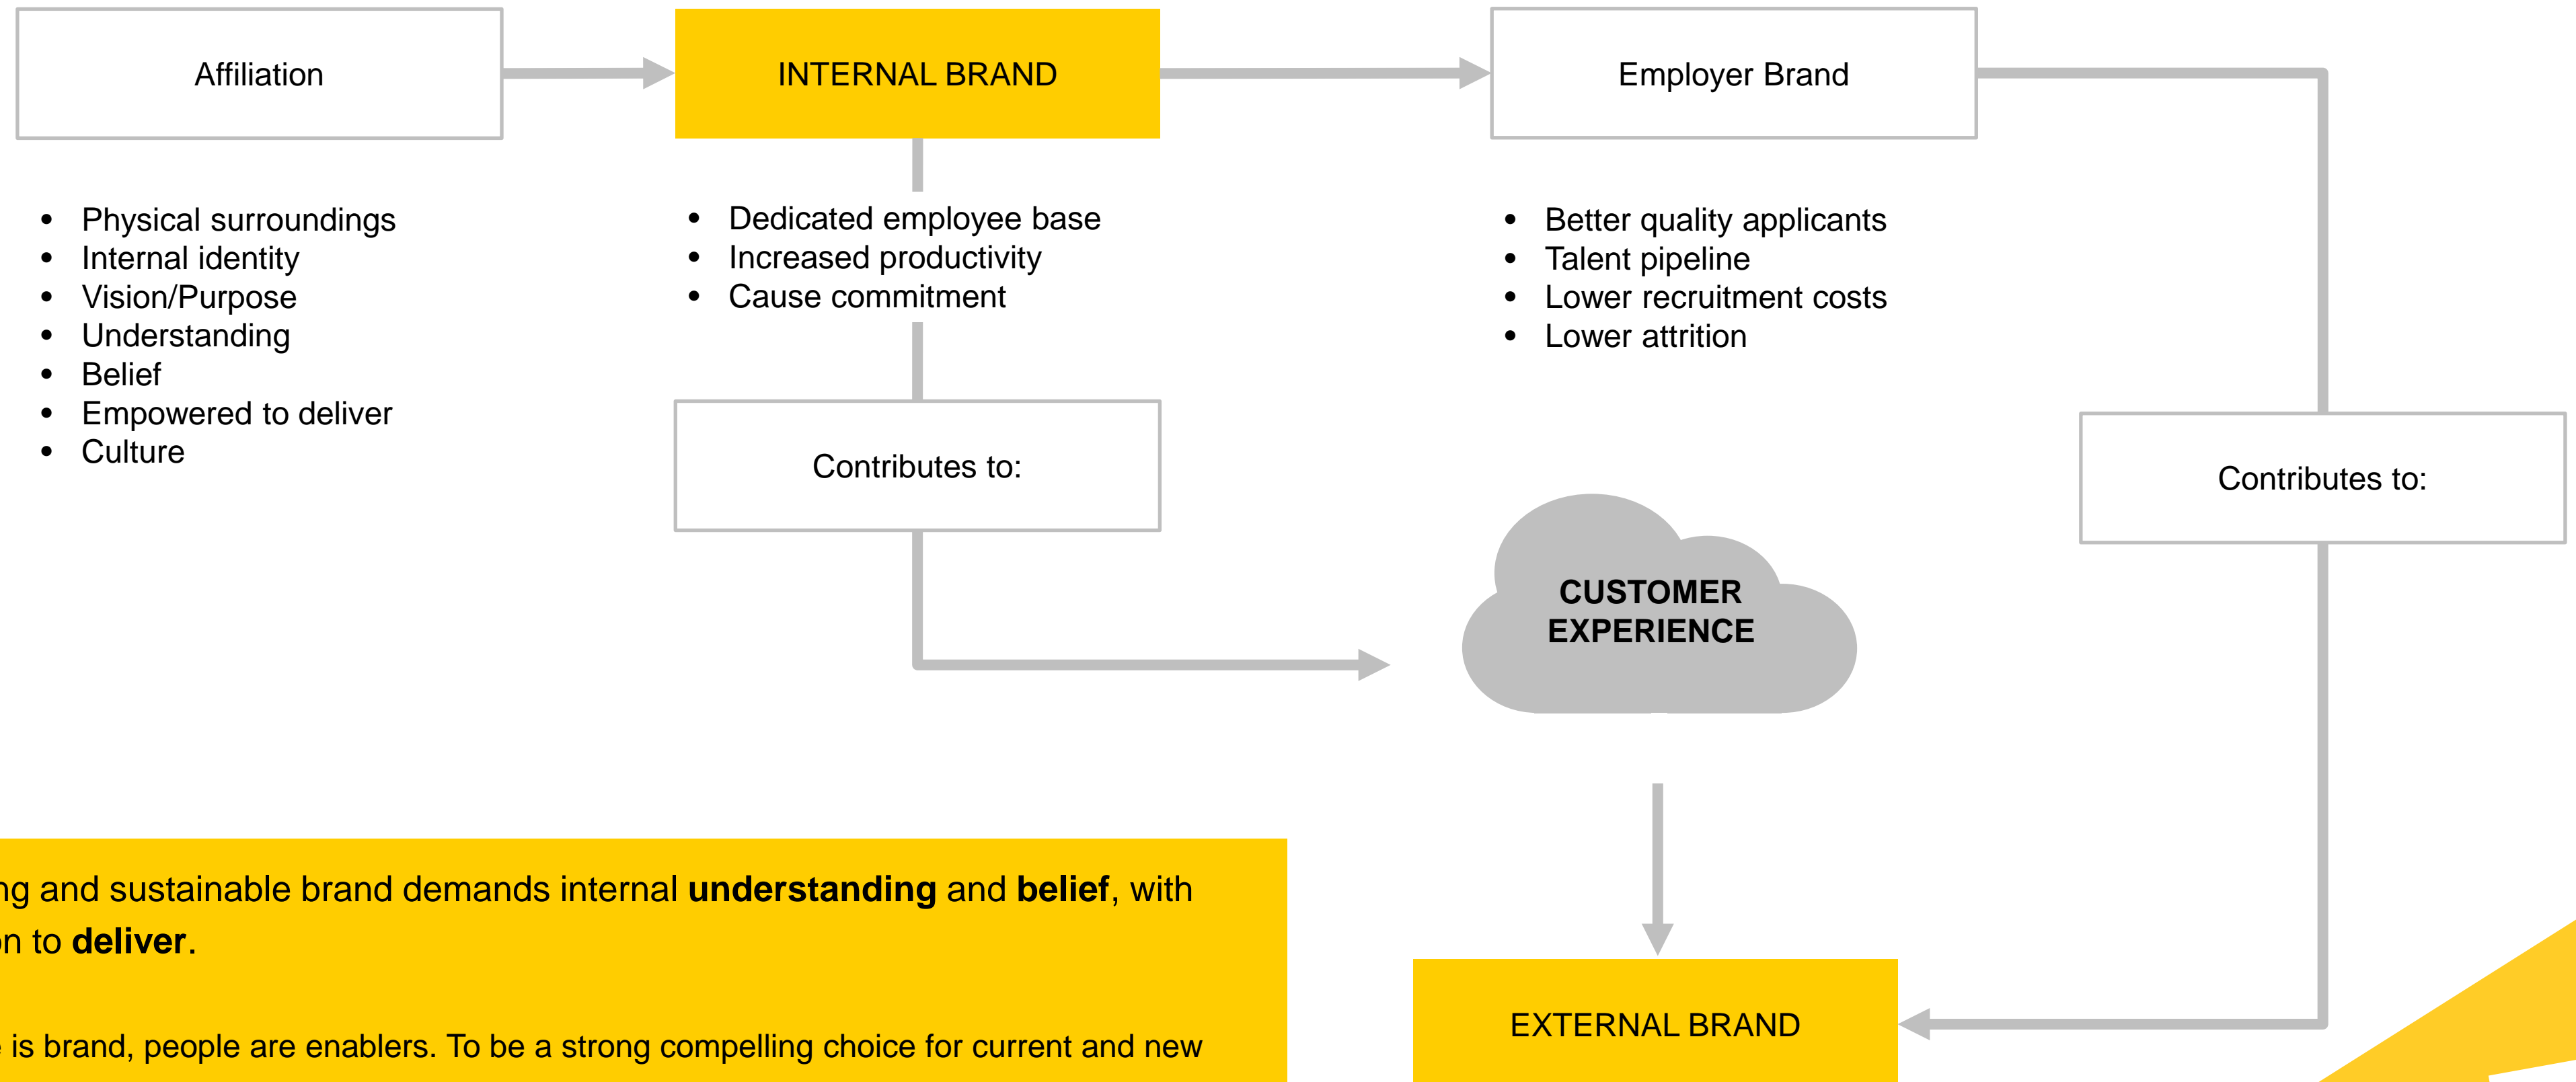 Affiliation
INTERNAL BRAND
Employer Brand
• Physical surroundings
• Internal identity
• Vision/Purpose
• Understanding
• Belief
• Empowered to deliver
• Culture
• Dedicated employee base
• Increased productivity
• Cause commitment
• Better quality applicants
• Talent pipeline
• Lower recruitment costs
• Lower attrition
Contributes to:
Contributes to:
CUSTOMER
EXPERIENCE
and sustainable brand demands internal understanding and belief, with
to deliver.
is brand, people are enablers. To be a strong compelling choice for current and new
EXTERNAL BRAND